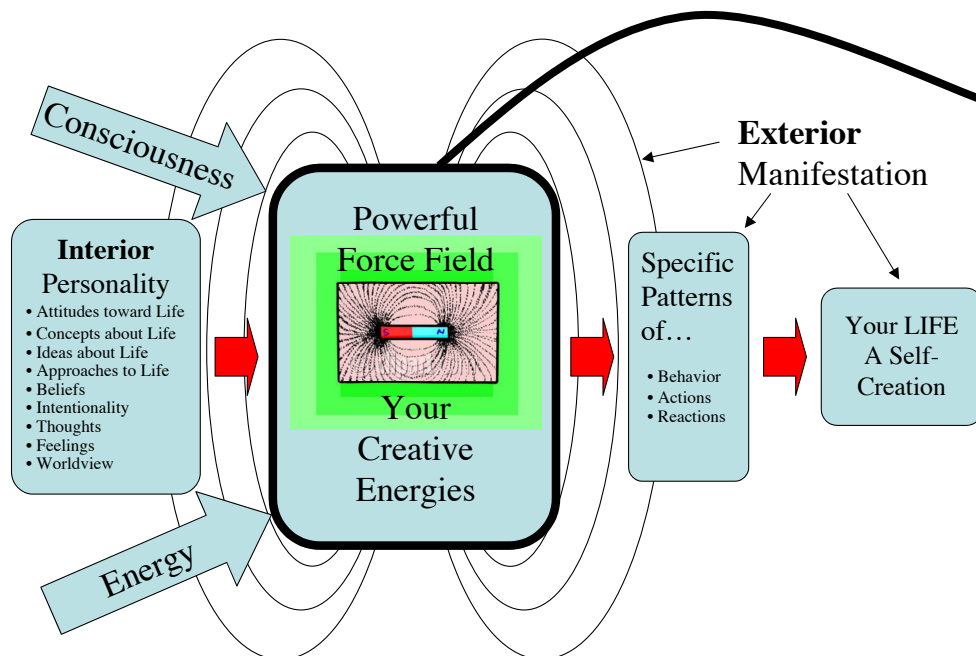 Consciousness
Interior
Personality
• Attitudes toward Life
• Concepts about Life
• Ideas about Life
• Approaches to Life
• Beliefs
• Intentionality
• Thoughts
• Feelings
• Worldview
Energy
Powerful
Force Field
S N
Your
Creative
Energies
Exterior
Manifestation
Specific
Patterns
of…
• Behavior
• Actions
• Reactions
Your LIFE
A Self-
Creation